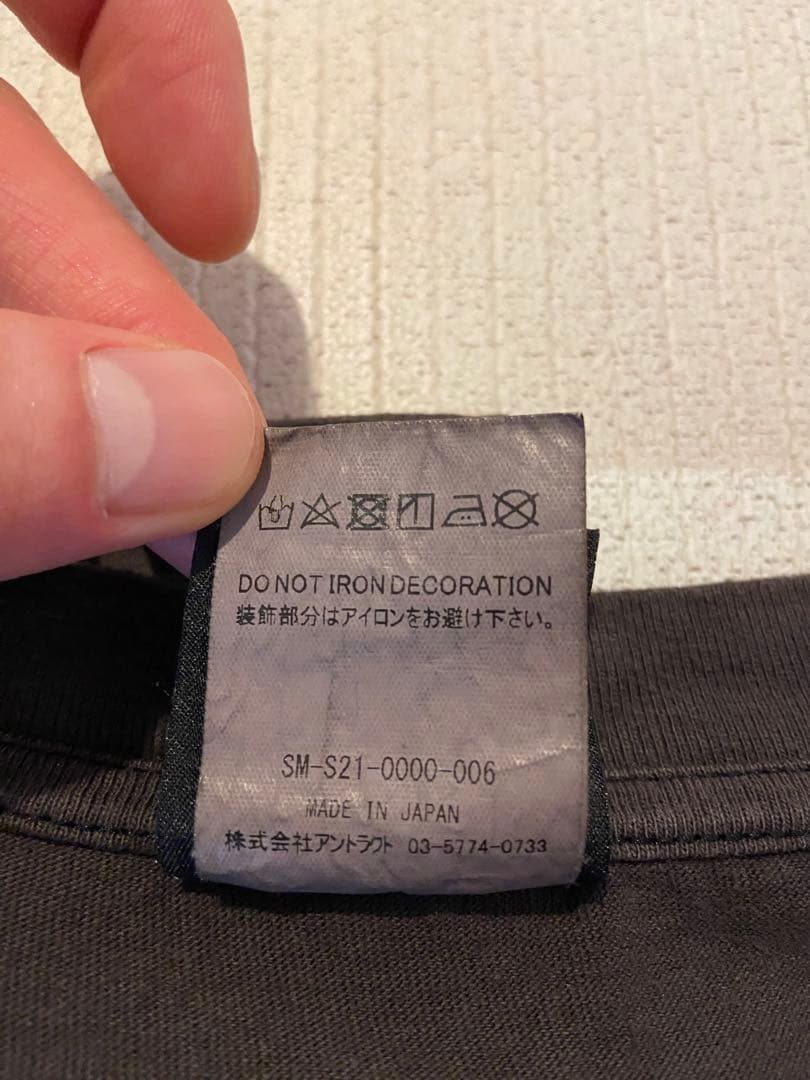 DO NOT IRON DECORATION
装飾部分はアイロンをお避け下さい。
SM-S21-0000-006
MADE IN JAPAN
株式会社アントラクト 03-5774-0733